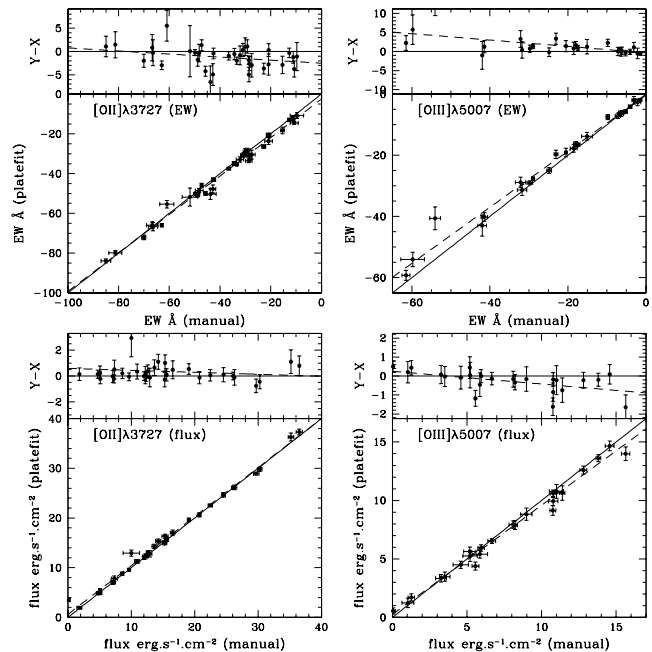 5
0
-5
Y-X
10
5
0
-5
-10
Y-X
0
[OII]λ3727 (EW)
-20
-40
-60
-80
-100
EW Å (platefit)
-100 -80 -60 -40 -20 0
EW Å (manual)
0
[OIII]λ5007 (EW)
-20
-40
-60
EW Å (platefit)
-60 -40 -20 0
EW Å (manual)
2
0
-2
Y-X
2
1
0
-1
-2
Y-X
40
[OII]λ3727 (flux)
30
20
10
0
flux erg.s⁻¹.cm⁻² (platefit)
0 10 20 30 40
flux erg.s⁻¹.cm⁻² (manual)
[OIII]λ5007 (flux)
15
10
5
0
flux erg.s⁻¹.cm⁻² (platefit)
0 5 10 15
flux erg.s⁻¹.cm⁻² (manual)